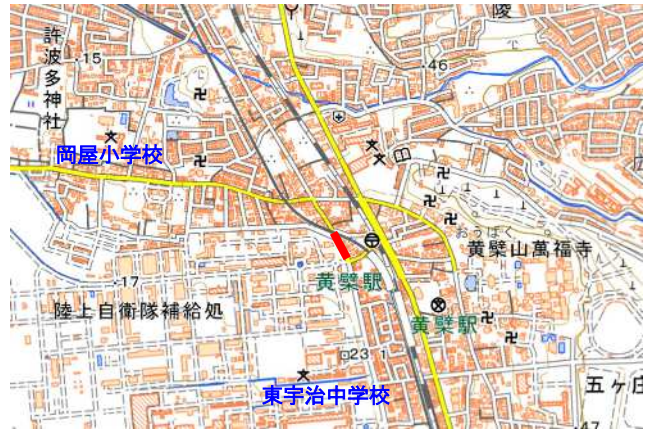 陵
許波多神社
・15
・46
岡屋小学校
おうばく
黄檗山萬福寺
・17
黄檗駅
陸上自衛隊補給処
黄檗駅
23.1
五ヶ庄
東宇治中学校
・47